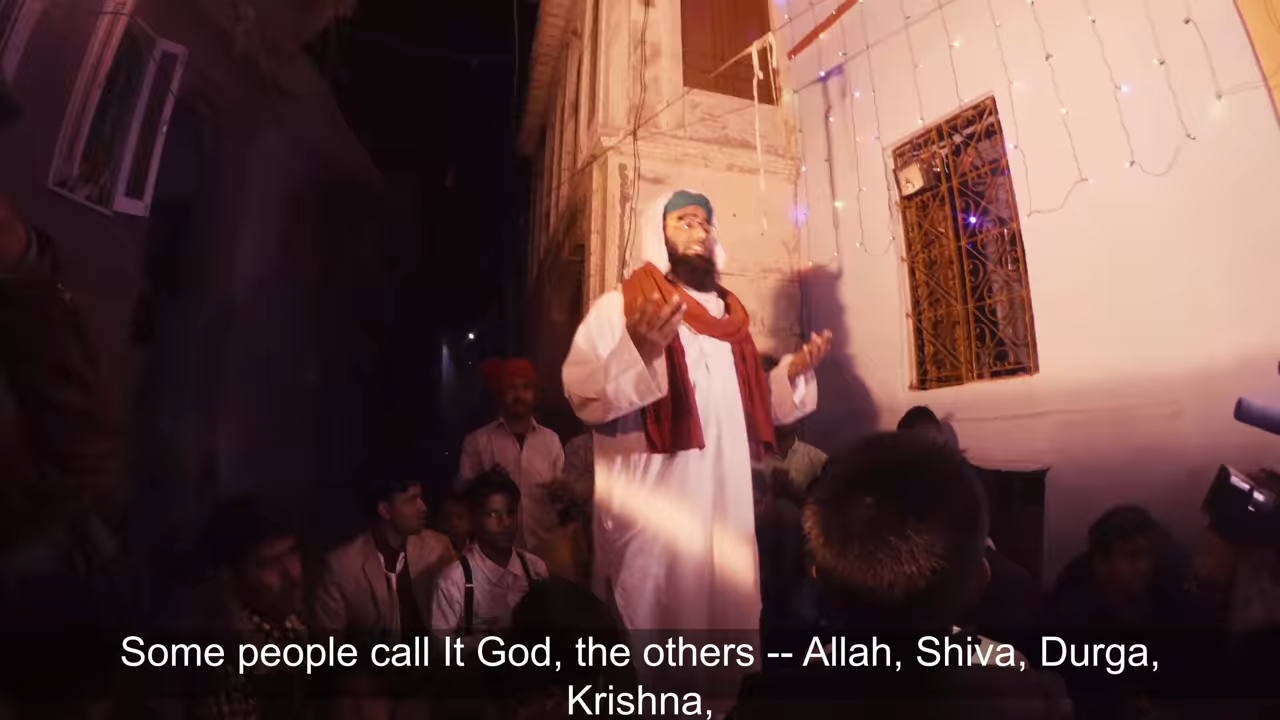 Some people call It God, the others -- Allah, Shiva, Durga,
Krishna,